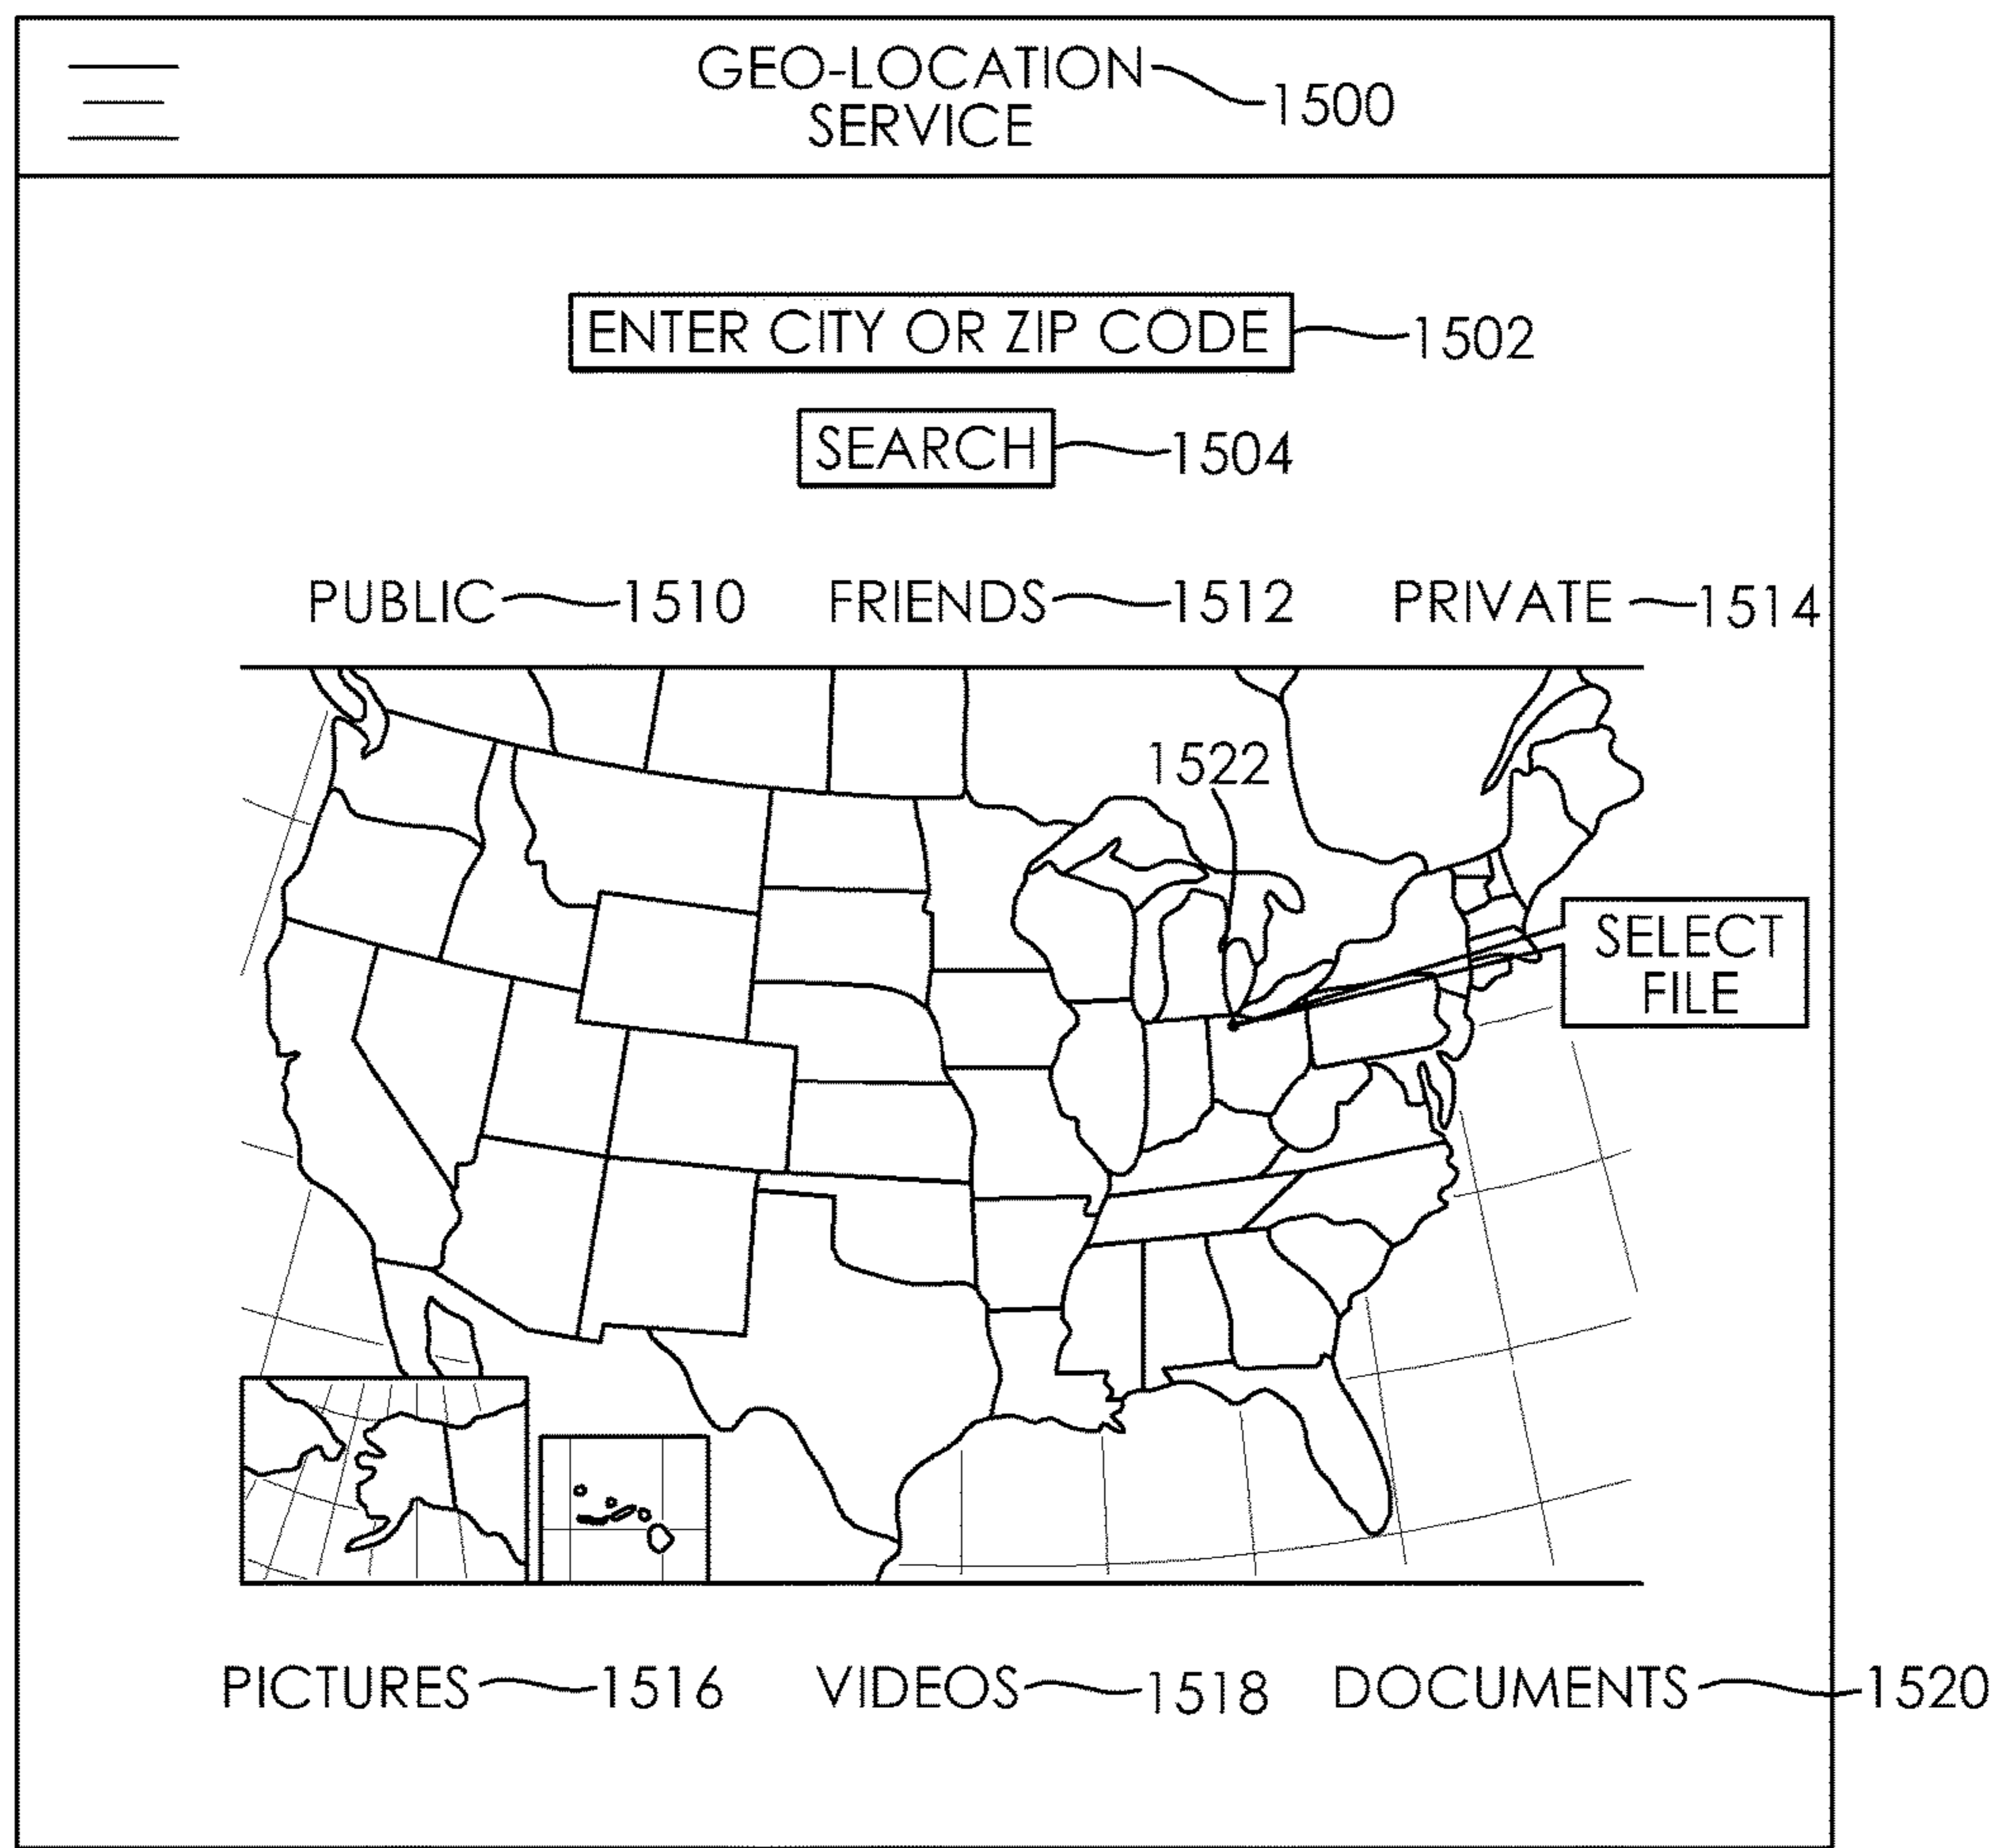 GEO-LOCATION
SERVICE
1500
ENTER CITY OR ZIP CODE 1502
SEARCH 1504
PUBLIC 1510 FRIENDS 1512 PRIVATE 1514
1522
SELECT
FILE
PICTURES 1516 VIDEOS 1518 DOCUMENTS 1520